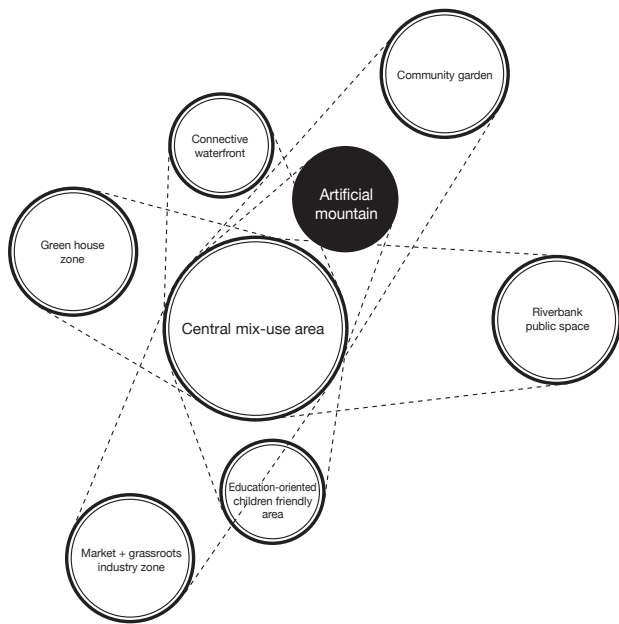 Community garden
Connective
waterfront
Artificial
mountain
Green house
zone
Central mix-use area
Riverbank
public space
Education-oriented
children friendly
area
Market + grassroots
industry zone